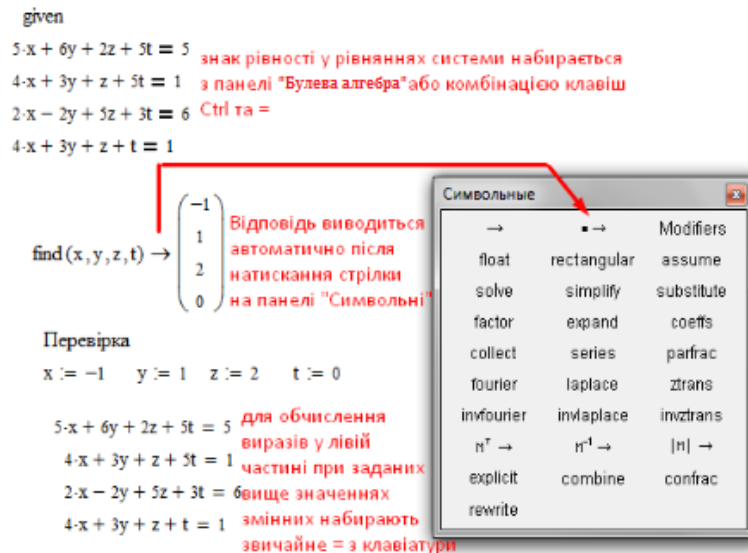 given
5·x + 6y + 2z + 5t = 5
4·x + 3y + z + 5t = 1
2·x − 2y + 5z + 3t = 6
4·x + 3y + z + t = 1
знак рівності у рівняннях системи набирається
з панелі "Булева алгебра" або комбінацією клавіш
Ctrl та =
find(x,y,z,t) →
−1
1
2
0
Відповідь виводиться
автоматично після
натискання стрілки
на панелі "Символьні"
Перевірка
x := −1 y := 1 z := 2 t := 0
5·x + 6y + 2z + 5t = 5
4·x + 3y + z + 5t = 1
2·x − 2y + 5z + 3t = 6
4·x + 3y + z + t = 1
для обчислення
виразів у лівій
частині при заданих
вище значеннях
змінних набирають
звичайне = з клавіатури
Символьные
→ ▪ → Modifiers
float rectangular assume
solve simplify substitute
factor expand coeffs
collect series parfrac
fourier laplace ztrans
invfourier invlaplace invztrans
Mᵀ → M⁻¹ → |M| →
explicit combine confrac
rewrite